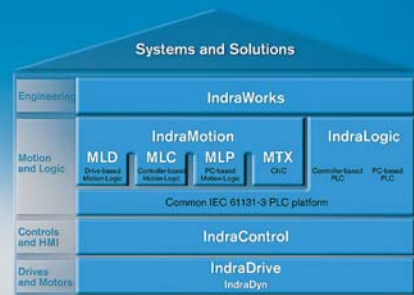 Systems and Solutions
Engineering
IndraWorks
Motion
and Logic
IndraMotion
MLD
Drive-based
Motion-Logic
MLC
Controller-based
Motion-Logic
MLP
PC-based
Motion-Logic
MTX
CNC
IndraLogic
Controller-based
PLC
PC-based
PLC
Common IEC 61131-3 PLC platform
Controls
and HMI
IndraControl
Drives
and Motors
IndraDrive
IndraDyn